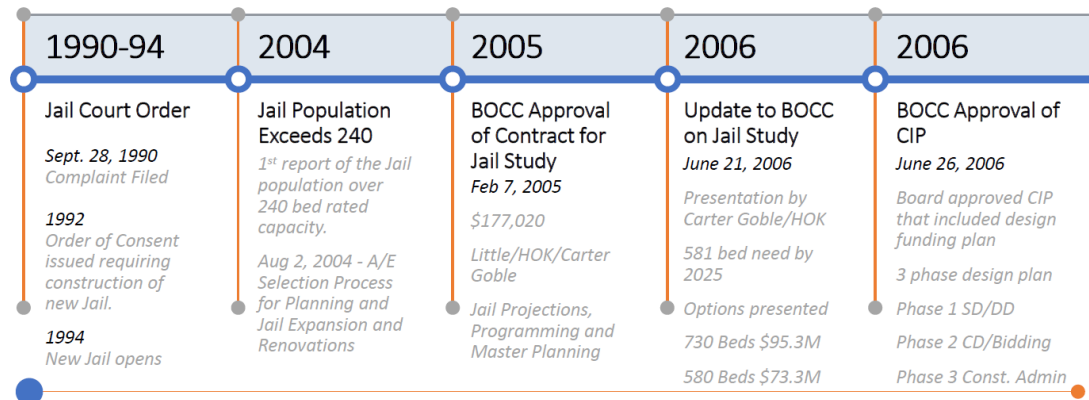 1990-94
Jail Court Order
Sept. 28, 1990
Complaint Filed
1992
Order of Consent
issued requiring
construction of
new Jail.
1994
New Jail opens
2004
Jail Population
Exceeds 240
1st report of the Jail
population over
240 bed rated
capacity.
Aug 2, 2004 - A/E
Selection Process
for Planning and
Jail Expansion and
Renovations
2005
BOCC Approval
of Contract for
Jail Study
Feb 7, 2005
$177,020
Little/HOK/Carter
Goble
Jail Projections,
Programming and
Master Planning
2006
Update to BOCC
on Jail Study
June 21, 2006
Presentation by
Carter Goble/HOK
581 bed need by
2025
Options presented
730 Beds $95.3M
580 Beds $73.3M
2006
BOCC Approval of
CIP
June 26, 2006
Board approved CIP
that included design
funding plan
3 phase design plan
Phase 1 SD/DD
Phase 2 CD/Bidding
Phase 3 Const. Admin